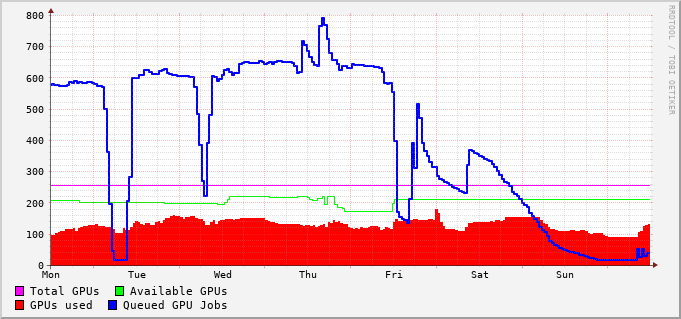 800
700
600
500
400
300
200
100
0
Mon Tue Wed Thu Fri Sat Sun
Total GPUs Available GPUs
GPUs used Queued GPU Jobs
RRDTOOL / TOBI OETIKER